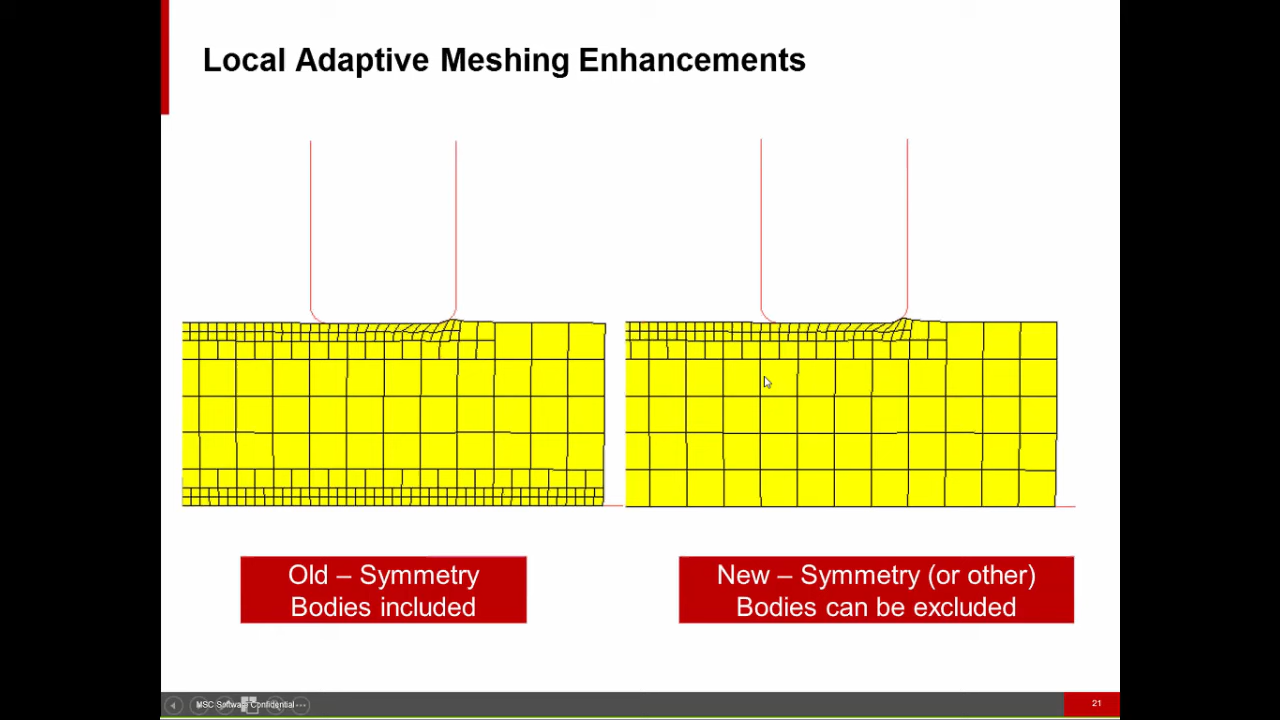 Local Adaptive Meshing Enhancements
Old – Symmetry
Bodies included
New – Symmetry (or other)
Bodies can be excluded
MSC Software Confidential
21